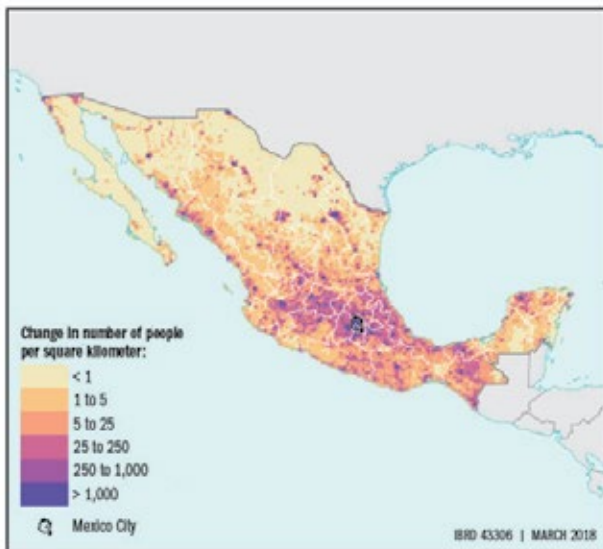 Change in number of people
per square kilometer:
< 1
1 to 5
5 to 25
25 to 250
250 to 1,000
> 1,000
Mexico City
IBRD 43306 | MARCH 2018